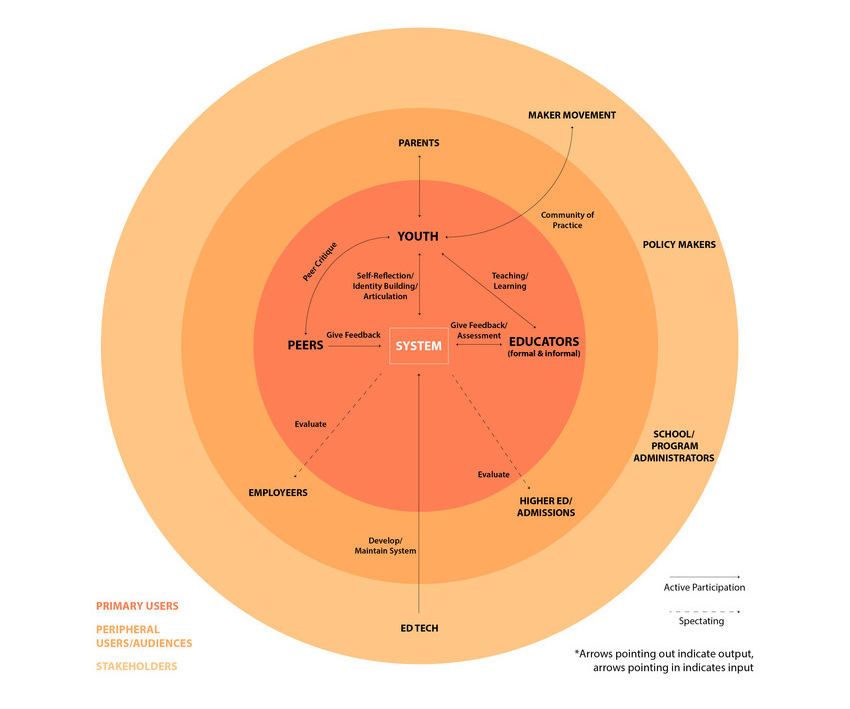 MAKER MOVEMENT
PARENTS
Community of
Practice
YOUTH
POLICY MAKERS
Peer Critique
Self-Reflection/
Identity Building/
Articulation
Teaching/
Learning
Give Feedback
Give Feedback/
Assessment
PEERS
SYSTEM
EDUCATORS
(formal & informal)
Evaluate
SCHOOL/
PROGRAM
ADMINISTRATORS
Evaluate
EMPLOYEERS
HIGHER ED/
ADMISSIONS
Develop/
Maintain System
Active Participation
PRIMARY USERS
Spectating
PERIPHERAL
USERS/AUDIENCES
ED TECH
*Arrows pointing out indicate output,
arrows pointing in indicates input
STAKEHOLDERS